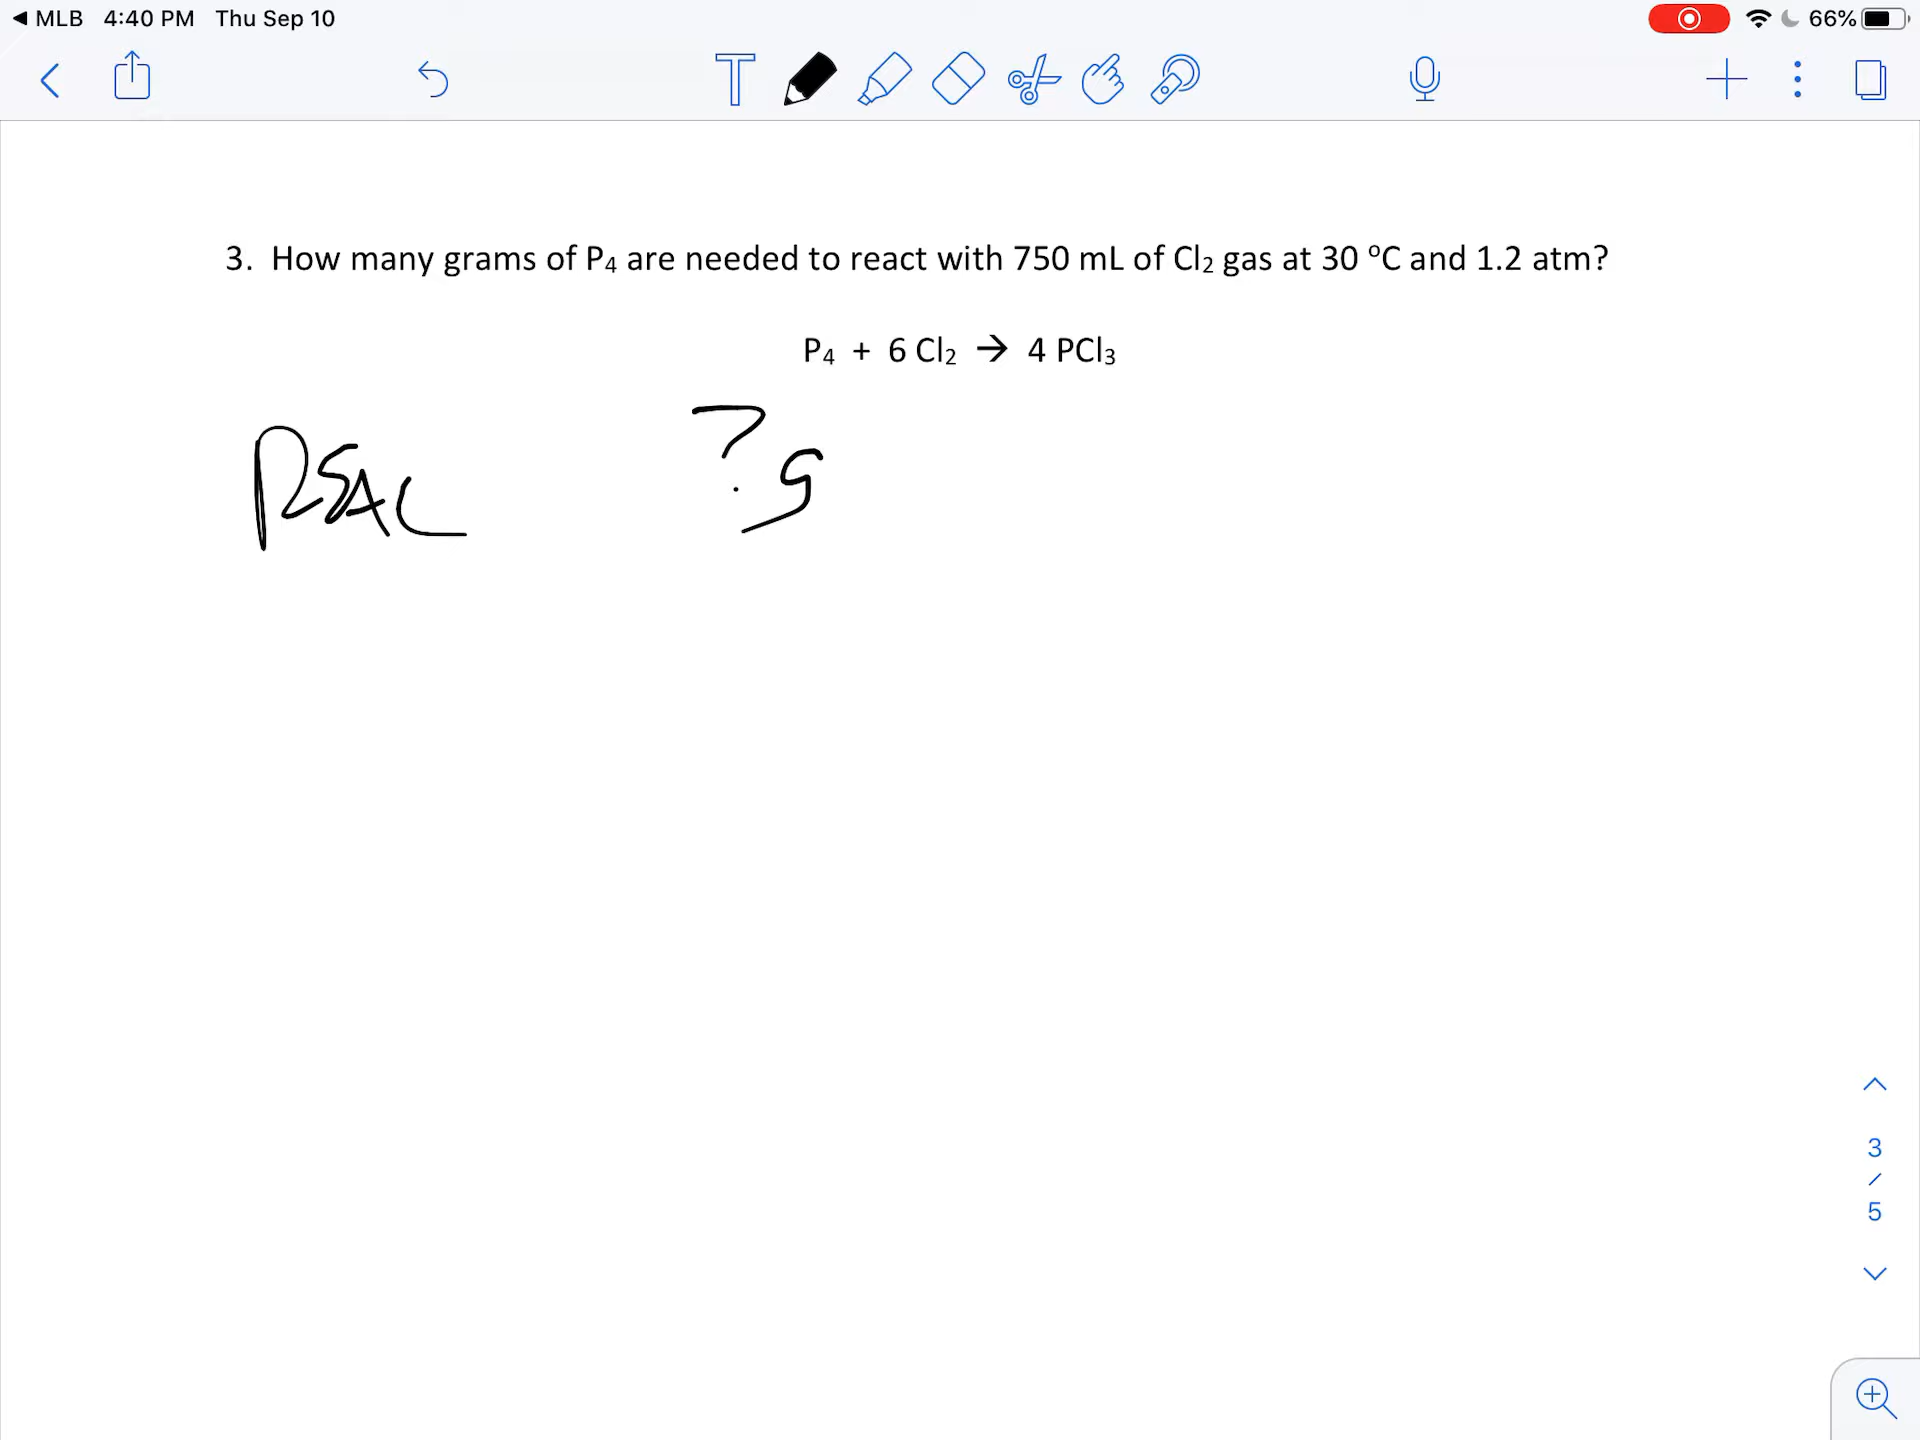 ◀ MLB 4:40 PM Thu Sep 10 66%
T
3. How many grams of P₄ are needed to react with 750 mL of Cl₂ gas at 30 ºC and 1.2 atm?
P₄ + 6 Cl₂ → 4 PCl₃
? g
3
/
5